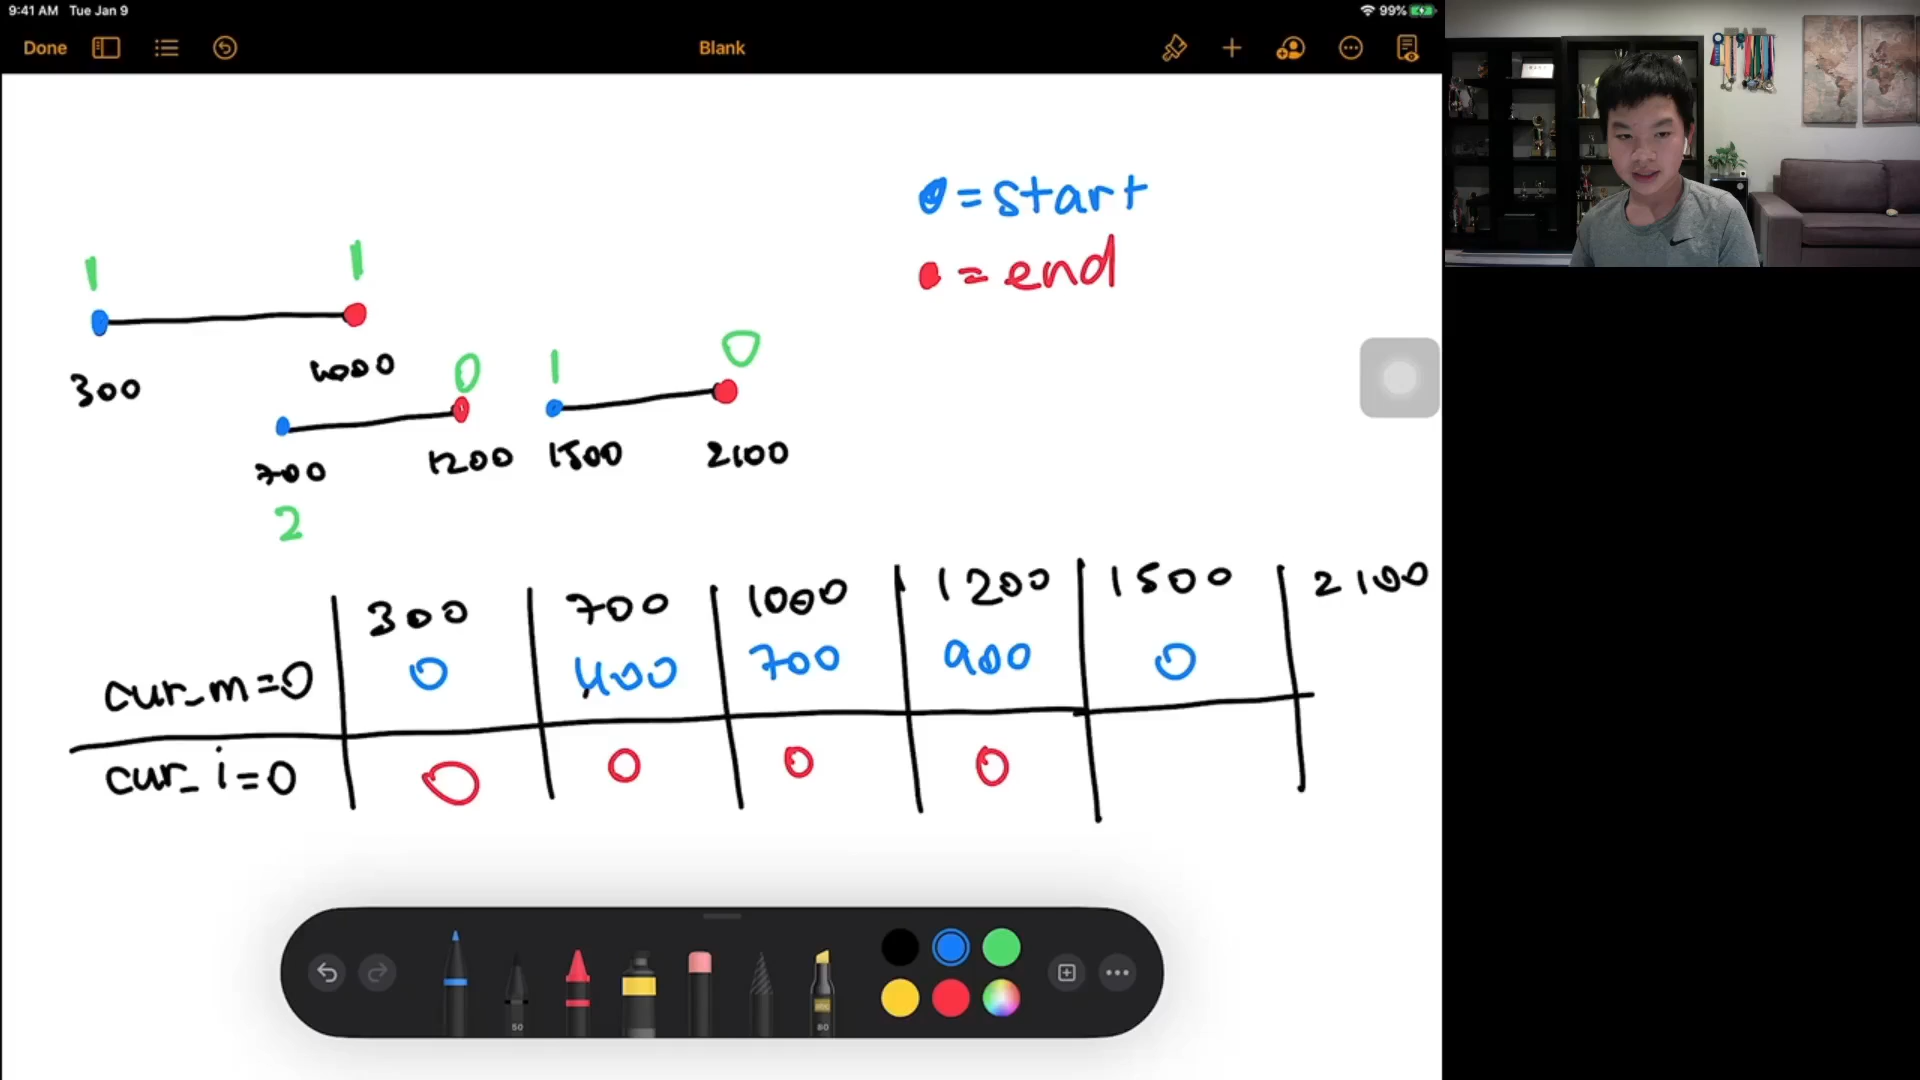 9:41 AM Tue Jan 9
99%
Done
Blank
= start
= end
1 1
300 1000
0 1 0
700 1200 1500 2100
2
300 700 1000 1200 1500 2100
cur_m=0 0 400 700 900 0
cur_i=0 0 0 0 0
50 80